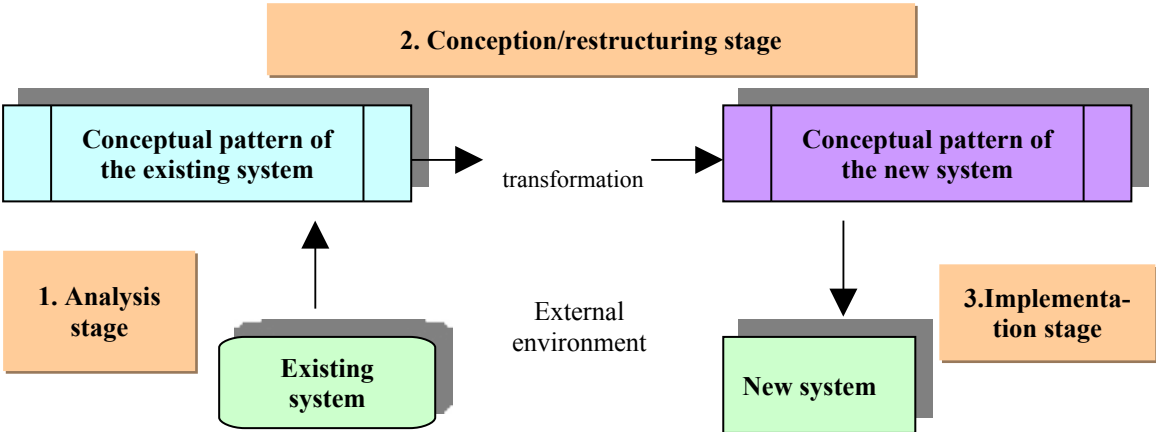 2. Conception/restructuring stage
Conceptual pattern of
the existing system
transformation
Conceptual pattern of
the new system
1. Analysis
stage
Existing
system
External
environment
New system
3.Implementa-
tion stage